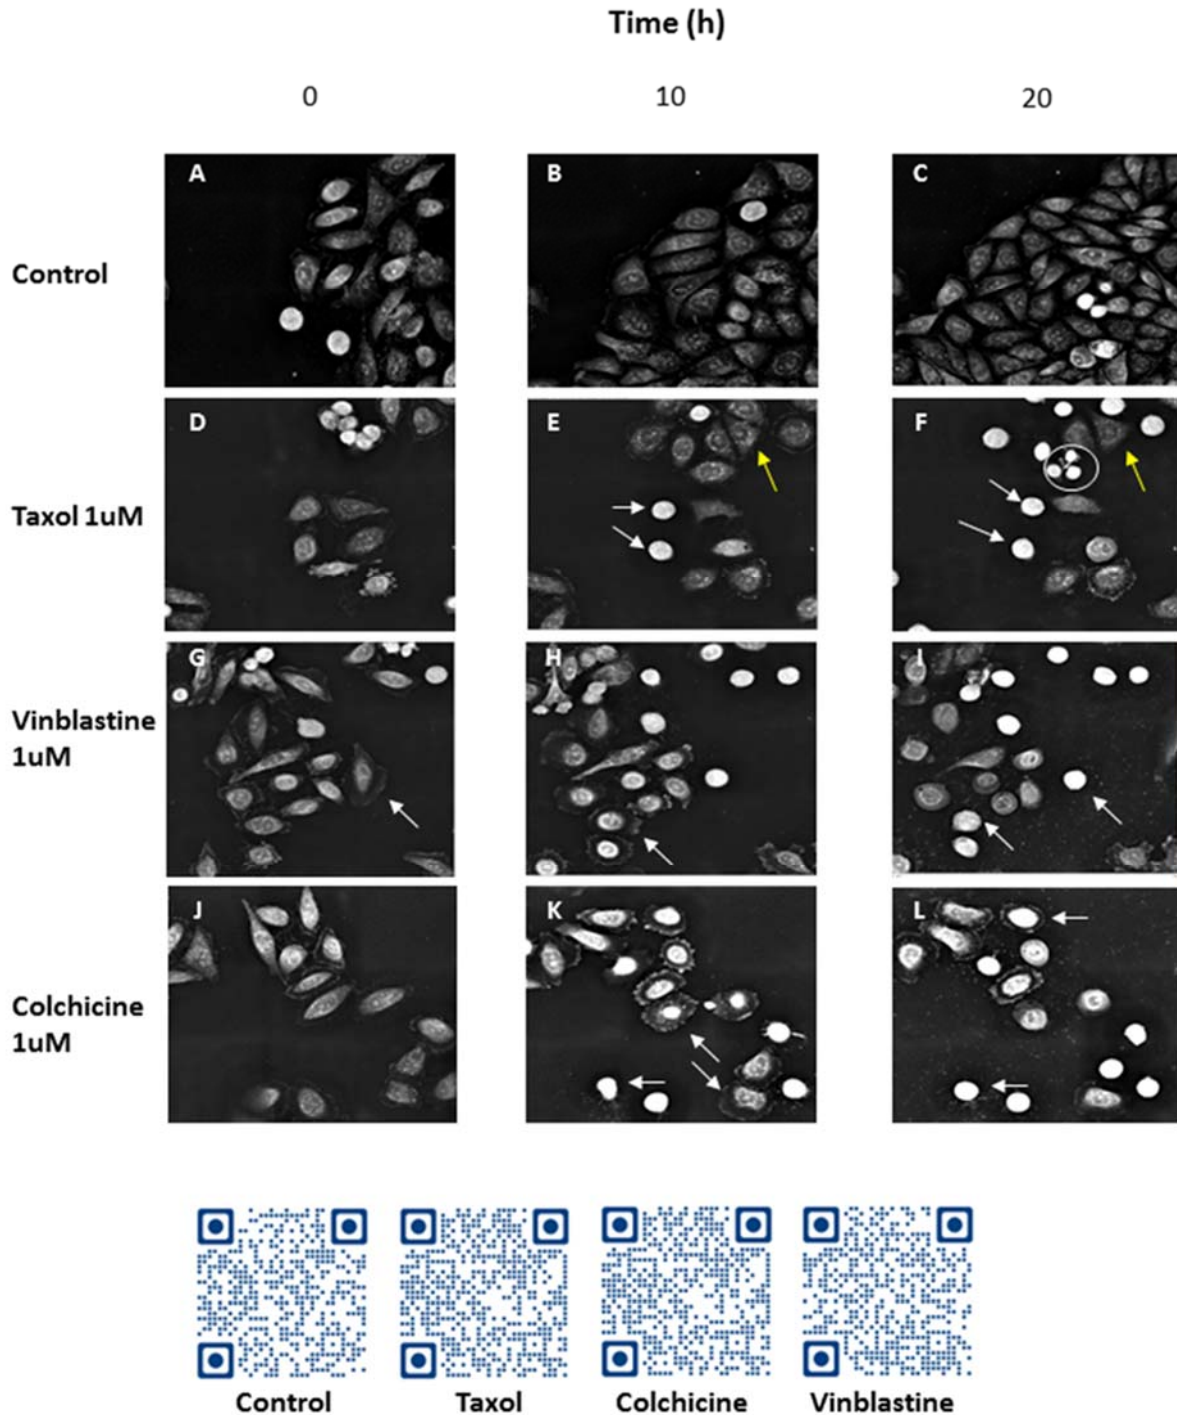 Time (h)
0 10 20
A B C
Control
D E F
Taxol 1uM
G H I
Vinblastine
1uM
J K L
Colchicine
1uM
Control Taxol Colchicine Vinblastine